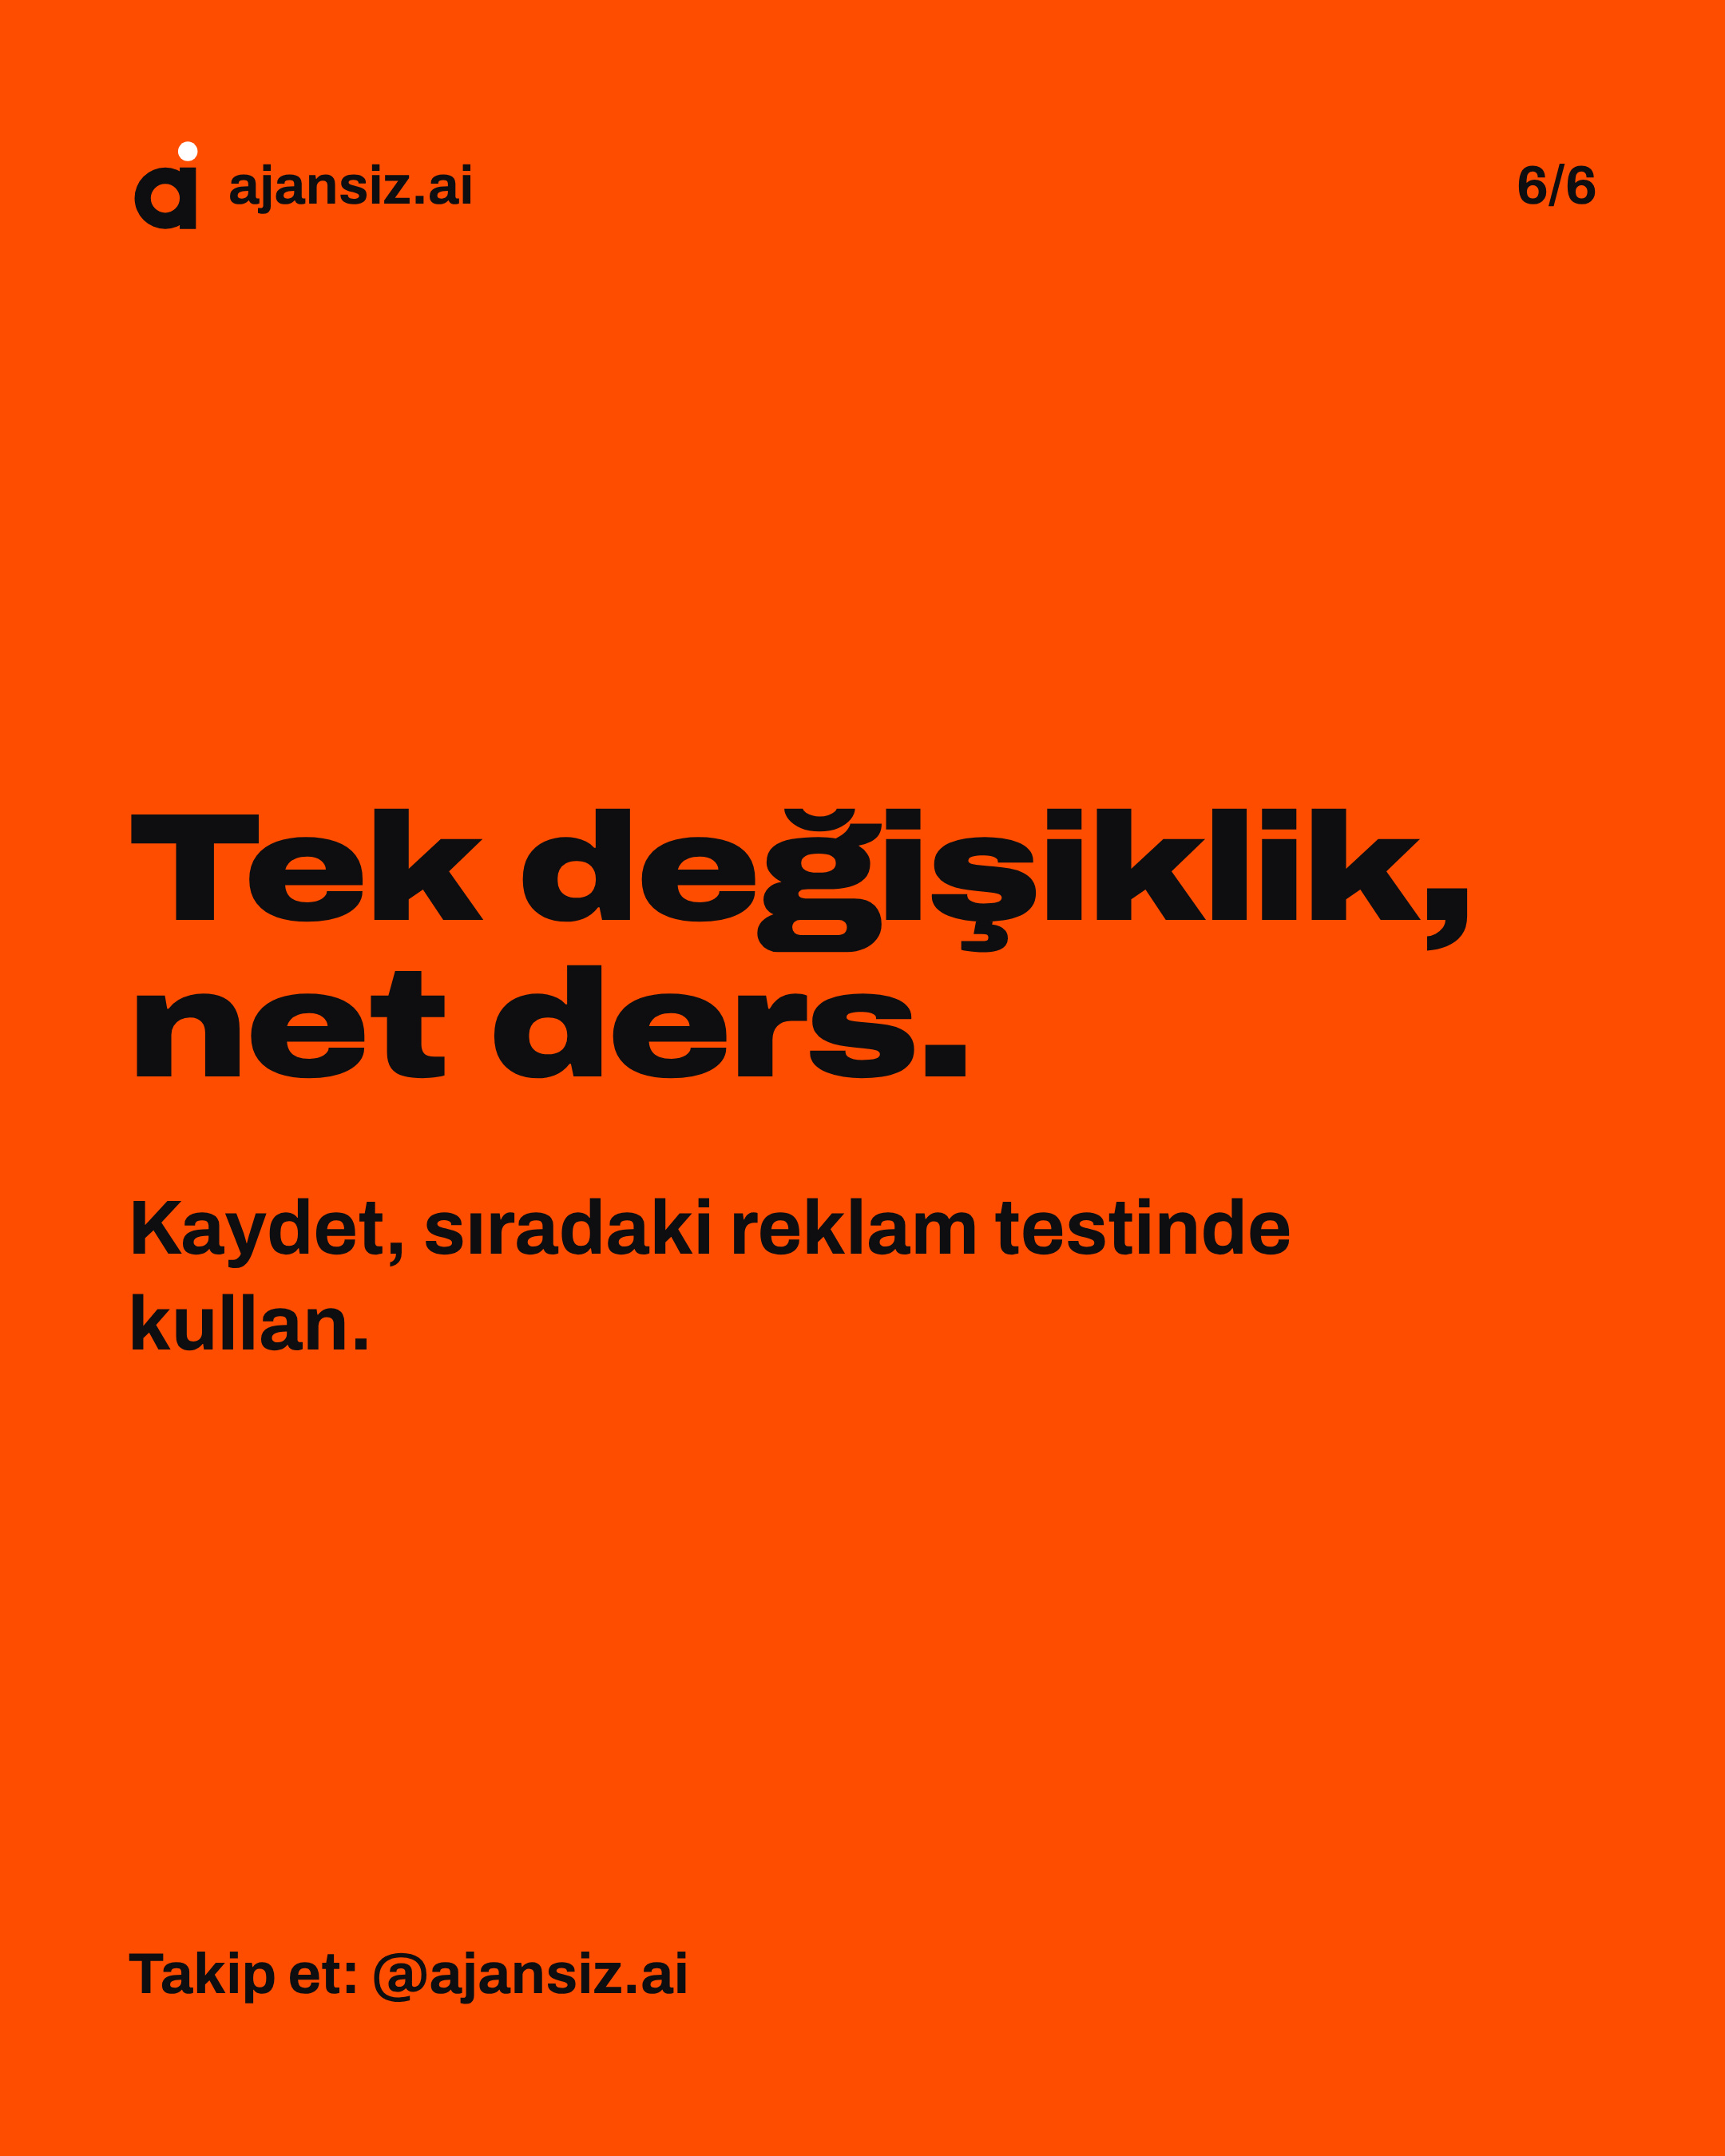 ajansiz.ai
6/6
Tek değişiklik,
net ders.
Kaydet, sıradaki reklam testinde
kullan.
Takip et: @ajansiz.ai